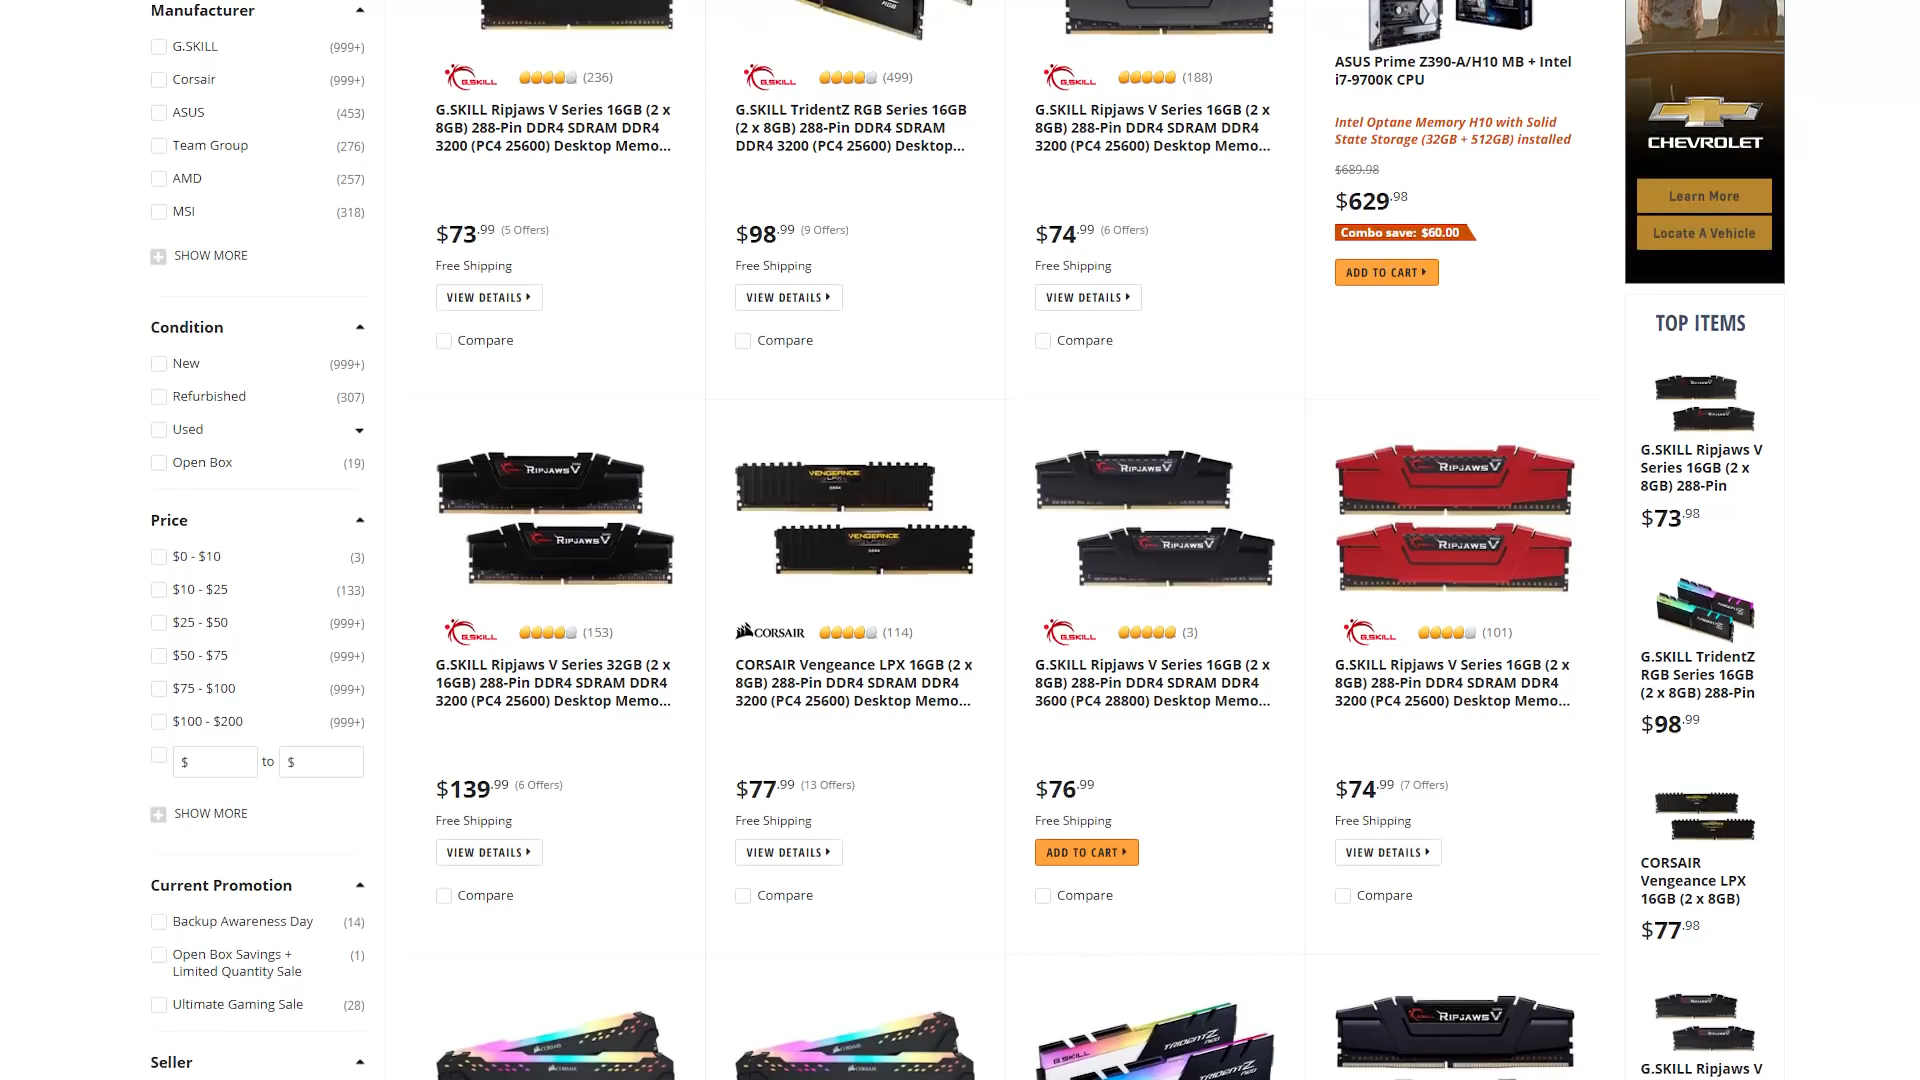 Manufacturer
G.SKILL (999+)
Corsair (999+)
ASUS (453)
Team Group (276)
AMD (257)
MSI (318)
SHOW MORE
Condition
New (999+)
Refurbished (307)
Used
Open Box (19)
Price
$0 - $10 (3)
$10 - $25 (133)
$25 - $50 (999+)
$50 - $75 (999+)
$75 - $100 (999+)
$100 - $200 (999+)
$ to $
SHOW MORE
Current Promotion
Backup Awareness Day (14)
Open Box Savings + (1)
Limited Quantity Sale
Ultimate Gaming Sale (28)
Seller
G.SKILL (236)
G.SKILL Ripjaws V Series 16GB (2 x
8GB) 288-Pin DDR4 SDRAM DDR4
3200 (PC4 25600) Desktop Memo...
$73.99 (5 Offers)
Free Shipping
VIEW DETAILS
Compare
RGB
G.SKILL (499)
G.SKILL TridentZ RGB Series 16GB
(2 x 8GB) 288-Pin DDR4 SDRAM
DDR4 3200 (PC4 25600) Desktop...
$98.99 (9 Offers)
Free Shipping
VIEW DETAILS
Compare
G.SKILL (188)
G.SKILL Ripjaws V Series 16GB (2 x
8GB) 288-Pin DDR4 SDRAM DDR4
3200 (PC4 25600) Desktop Memo...
$74.99 (6 Offers)
Free Shipping
VIEW DETAILS
Compare
ASUS Prime Z390-A/H10 MB + Intel
i7-9700K CPU
Intel Optane Memory H10 with Solid
State Storage (32GB + 512GB) installed
$689.98
$629.98
Combo save: $60.00
ADD TO CART
RIPJAWS V
RIPJAWS V
G.SKILL (153)
G.SKILL Ripjaws V Series 32GB (2 x
16GB) 288-Pin DDR4 SDRAM DDR4
3200 (PC4 25600) Desktop Memo...
$139.99 (6 Offers)
Free Shipping
VIEW DETAILS
Compare
VENGEANCE
LPX
DDR4
VENGEANCE
DDR4
CORSAIR (114)
CORSAIR Vengeance LPX 16GB (2 x
8GB) 288-Pin DDR4 SDRAM DDR4
3200 (PC4 25600) Desktop Memo...
$77.99 (13 Offers)
Free Shipping
VIEW DETAILS
Compare
RIPJAWS V
RIPJAWS V
G.SKILL (3)
G.SKILL Ripjaws V Series 16GB (2 x
8GB) 288-Pin DDR4 SDRAM DDR4
3600 (PC4 28800) Desktop Memo...
$76.99
Free Shipping
ADD TO CART
Compare
RIPJAWS V
RIPJAWS V
G.SKILL (101)
G.SKILL Ripjaws V Series 16GB (2 x
8GB) 288-Pin DDR4 SDRAM DDR4
3200 (PC4 25600) Desktop Memo...
$74.99 (7 Offers)
Free Shipping
VIEW DETAILS
Compare
CORSAIR
CORSAIR
CORSAIR
CORSAIR
TRIDENTZ NEO
G.SKILL
TRIDENTZ NEO
RIPJAWS V
CHEVROLET
Learn More
Locate A Vehicle
TOP ITEMS
G.SKILL Ripjaws V
Series 16GB (2 x
8GB) 288-Pin
$73.98
G.SKILL TridentZ
RGB Series 16GB
(2 x 8GB) 288-Pin
$98.99
CORSAIR
Vengeance LPX
16GB (2 x 8GB)
$77.98
G.SKILL Ripjaws V